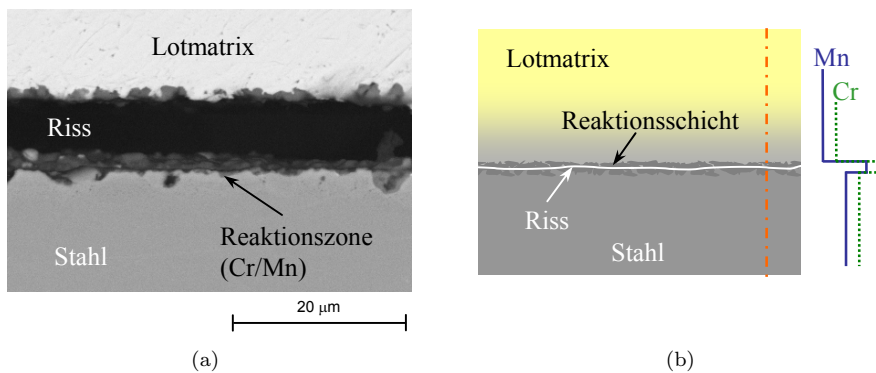 Lotmatrix
Riss
Reaktionszone
(Cr/Mn)
Stahl
20 μm
(a)
Lotmatrix
Reaktionsschicht
Riss
Stahl
Mn
Cr
(b)